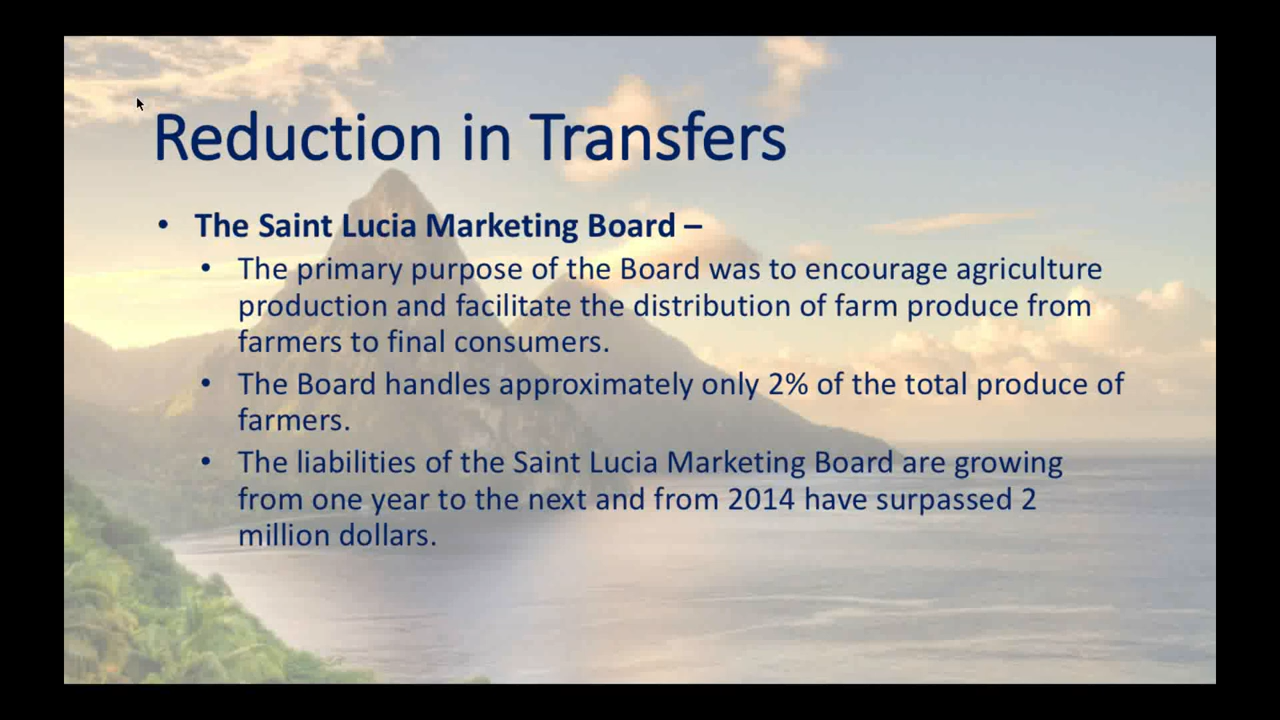 Reduction in Transfers
• The Saint Lucia Marketing Board –
• The primary purpose of the Board was to encourage agriculture
production and facilitate the distribution of farm produce from
farmers to final consumers.
• The Board handles approximately only 2% of the total produce of
farmers.
• The liabilities of the Saint Lucia Marketing Board are growing
from one year to the next and from 2014 have surpassed 2
million dollars.